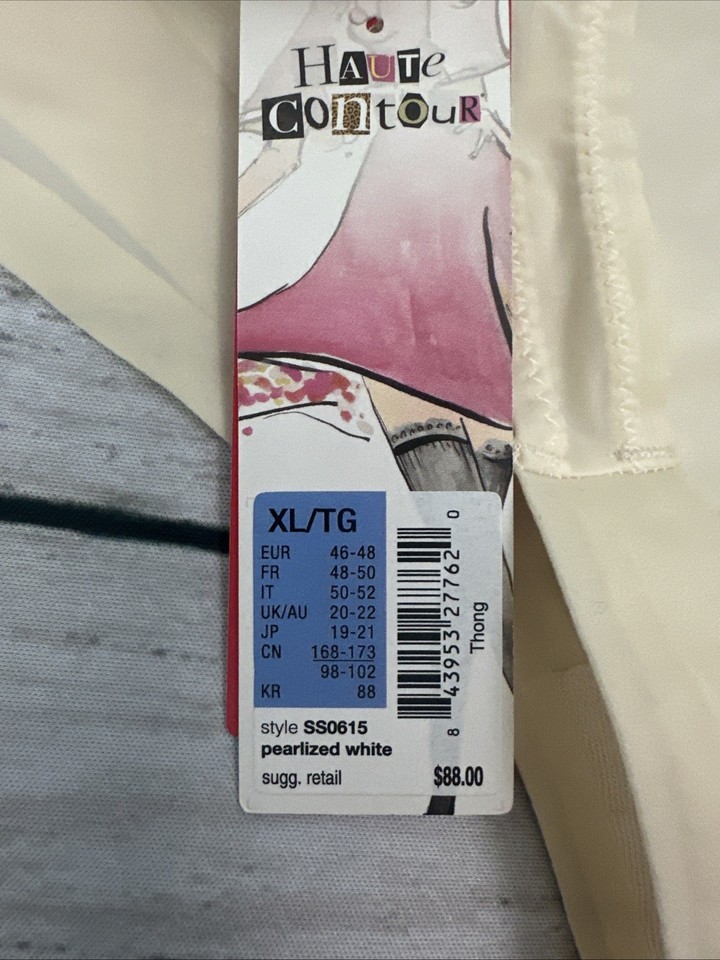 HAUTe
CONtOuR
XL/TG
EUR 46-48
FR 48-50
IT 50-52
UK/AU 20-22
JP 19-21
CN 168-173
98-102
KR 88
8 43953 27762 0
Thong
style SS0615
pearlized white
sugg. retail $88.00